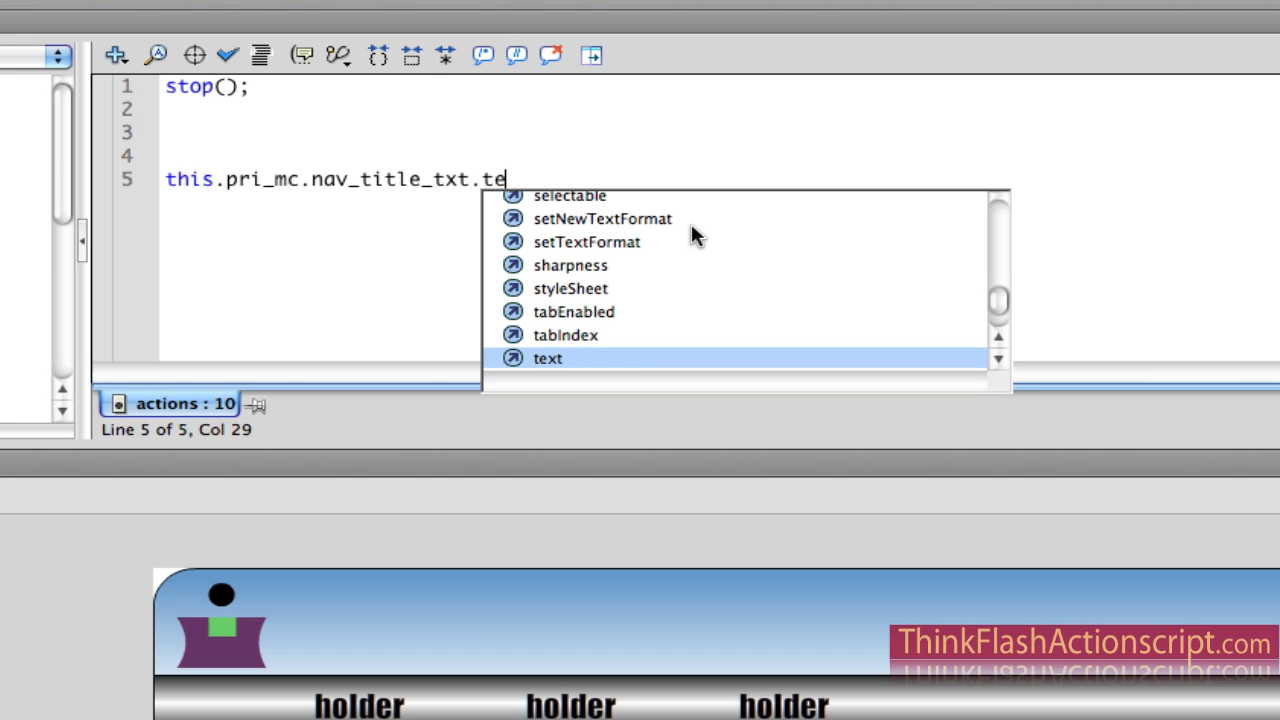 1 stop();
2
3
4
5 this.pri_mc.nav_title_txt.te
selectable
setNewTextFormat
setTextFormat
sharpness
styleSheet
tabEnabled
tabIndex
text
actions : 10
Line 5 of 5, Col 29
ThinkFlashActionscript.com
holder holder holder